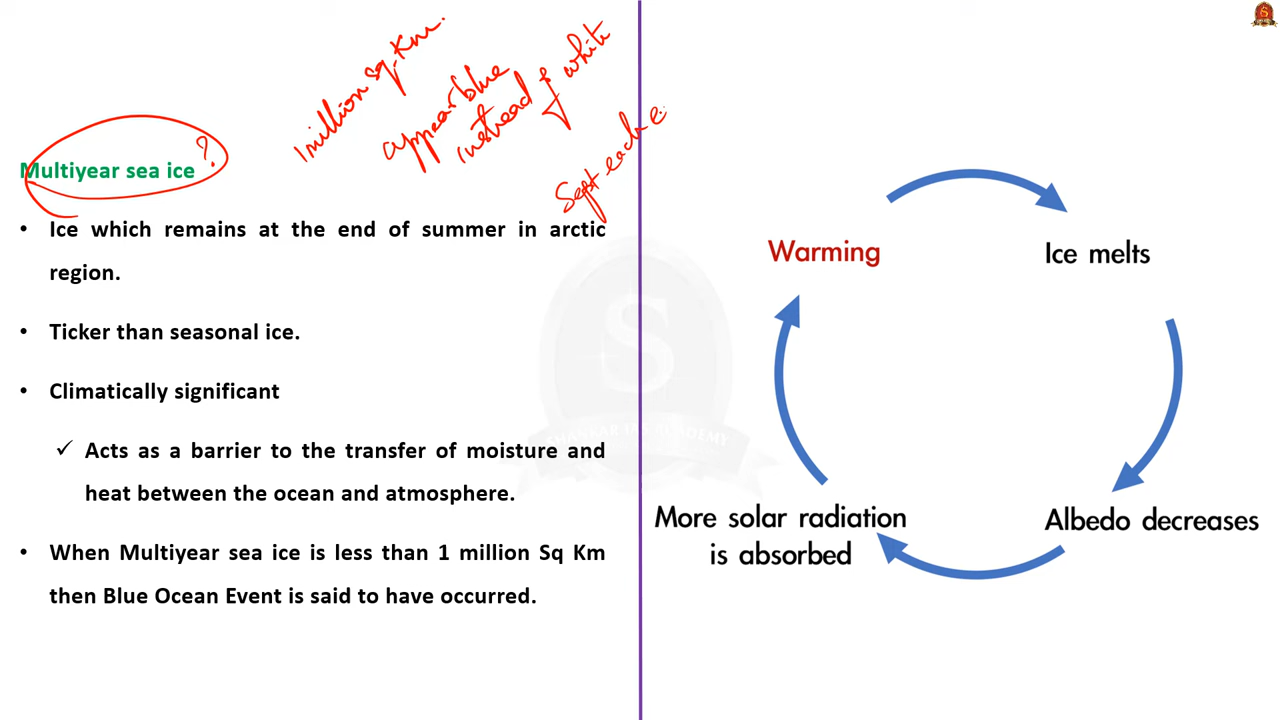 1 million Sq. Km.
appear blue
instead of white
Sept each e.
Multiyear sea ice ?
• Ice which remains at the end of summer in arctic
region.
• Ticker than seasonal ice.
• Climatically significant
✓ Acts as a barrier to the transfer of moisture and
heat between the ocean and atmosphere.
• When Multiyear sea ice is less than 1 million Sq Km
then Blue Ocean Event is said to have occurred.
Warming
Ice melts
Albedo decreases
More solar radiation
is absorbed
S
SHANKAR IAS ACADEMY